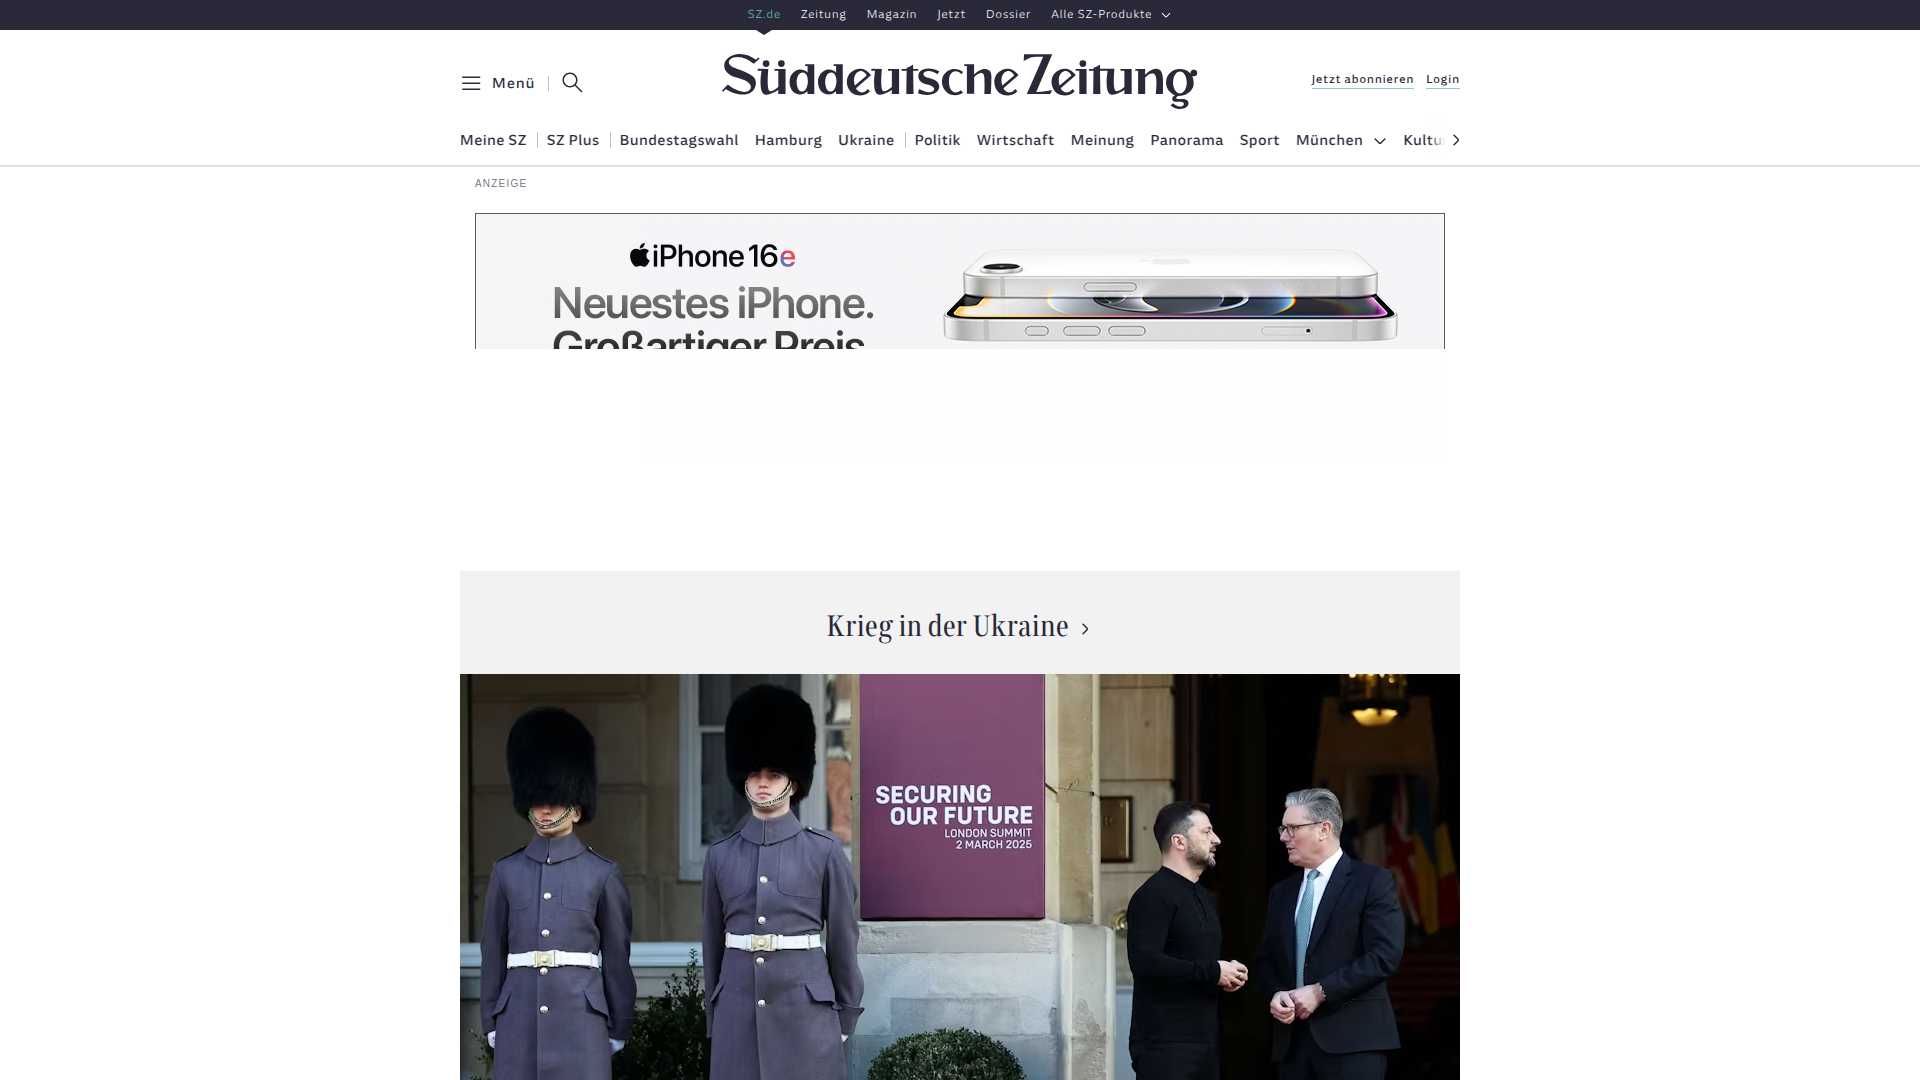 SZ.de Zeitung Magazin Jetzt Dossier Alle SZ-Produkte
Menü
Süddeutsche Zeitung
Jetzt abonnieren Login
Meine SZ SZ Plus Bundestagswahl Hamburg Ukraine Politik Wirtschaft Meinung Panorama Sport München Kultu
ANZEIGE
iPhone 16e
Neuestes iPhone.
Großartiger Preis
Krieg in der Ukraine
SECURING
OUR FUTURE
LONDON SUMMIT
2 MARCH 2025